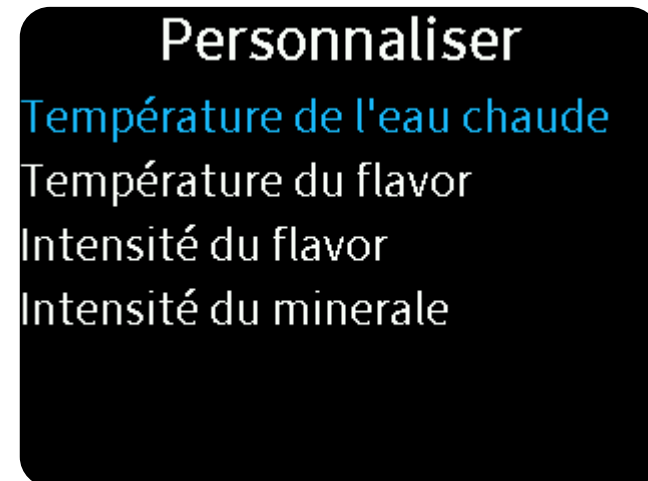 Personnaliser
Température de l'eau chaude
Température du flavor
Intensité du flavor
Intensité du minerale